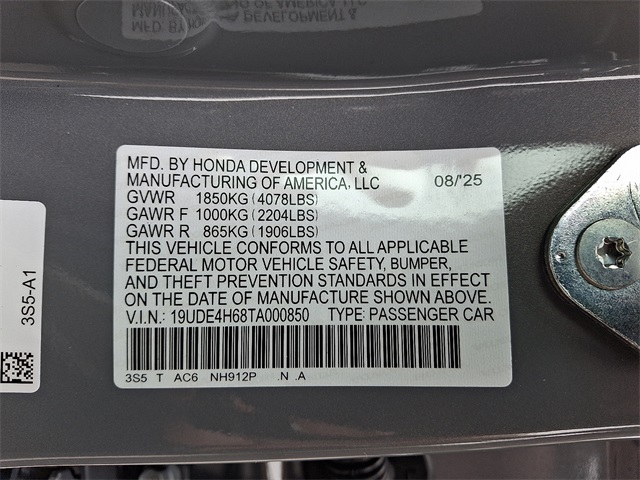 MFD. BY HONDA DEVELOPMENT &
MANUFACTURING OF AMERICA, LLC 08/'25
GVWR 1850KG (4078LBS)
GAWR F 1000KG (2204LBS)
GAWR R 865KG (1906LBS)
THIS VEHICLE CONFORMS TO ALL APPLICABLE
FEDERAL MOTOR VEHICLE SAFETY, BUMPER,
AND THEFT PREVENTION STANDARDS IN EFFECT
ON THE DATE OF MANUFACTURE SHOWN ABOVE.
V.I.N.: 19UDE4H68TA000850 TYPE: PASSENGER CAR
3S5 T AC6 NH912P .N .A
3S5-A1